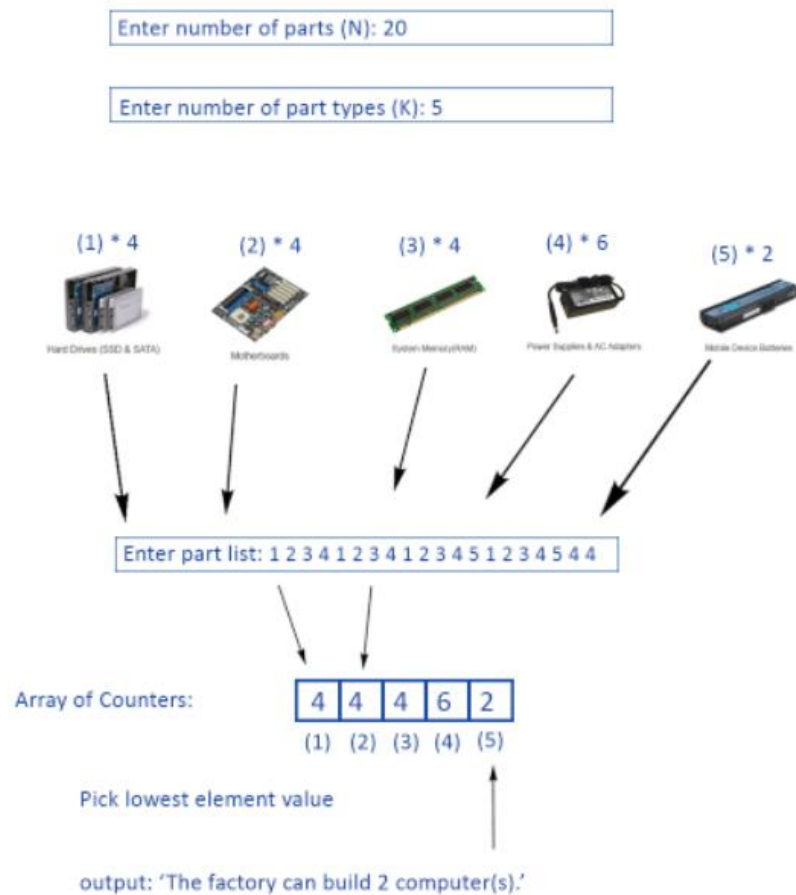 Enter number of parts (N): 20
Enter number of part types (K): 5
(1) * 4 (2) * 4 (3) * 4 (4) * 6 (5) * 2
Hard Drives (SSD & SATA) Motherboards System Memory(RAM) Power Supplies & AC Adapters Mobile Device Batteries
Enter part list: 1 2 3 4 1 2 3 4 1 2 3 4 5 1 2 3 4 5 4 4
Array of Counters: 4 4 4 6 2
(1) (2) (3) (4) (5)
Pick lowest element value
output: ‘The factory can build 2 computer(s).’